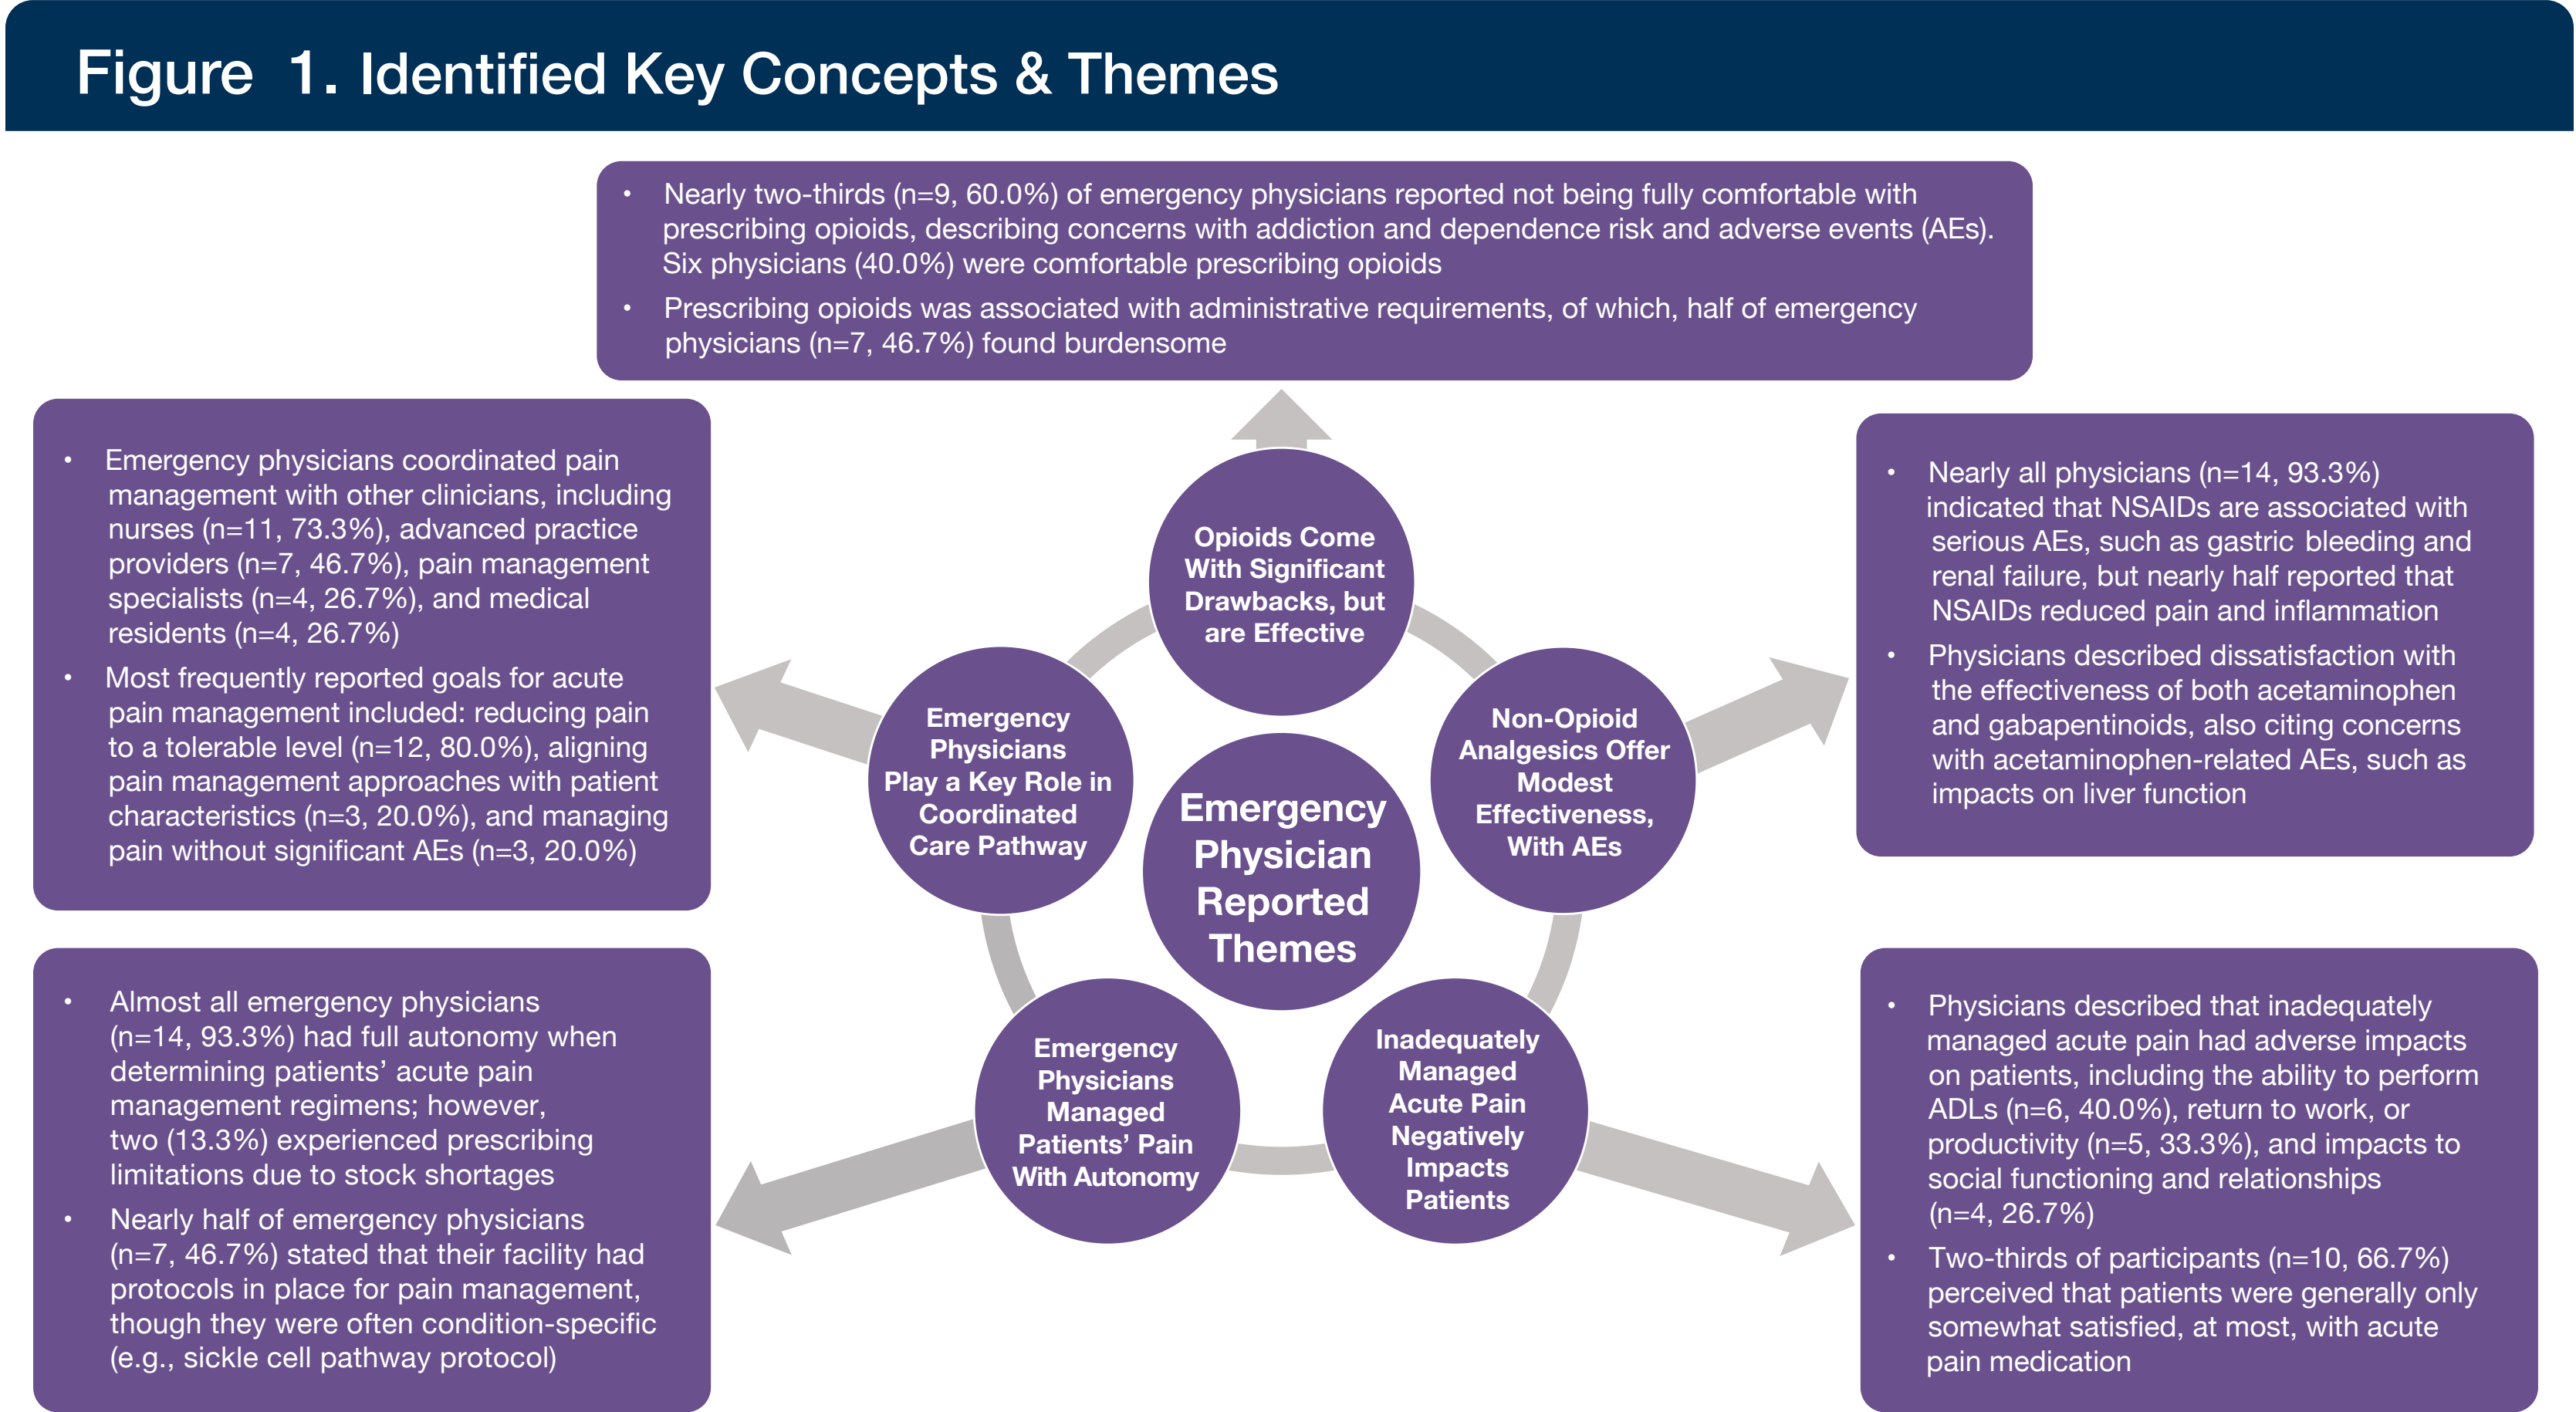 Figure 1. Identified Key Concepts & Themes
• Nearly two-thirds (n=9, 60.0%) of emergency physicians reported not being fully comfortable with
prescribing opioids, describing concerns with addiction and dependence risk and adverse events (AEs).
Six physicians (40.0%) were comfortable prescribing opioids
• Prescribing opioids was associated with administrative requirements, of which, half of emergency
physicians (n=7, 46.7%) found burdensome
• Emergency physicians coordinated pain
management with other clinicians, including
nurses (n=11, 73.3%), advanced practice
providers (n=7, 46.7%), pain management
specialists (n=4, 26.7%), and medical
residents (n=4, 26.7%)
• Most frequently reported goals for acute
pain management included: reducing pain
to a tolerable level (n=12, 80.0%), aligning
pain management approaches with patient
characteristics (n=3, 20.0%), and managing
pain without significant AEs (n=3, 20.0%)
• Almost all emergency physicians
(n=14, 93.3%) had full autonomy when
determining patients’ acute pain
management regimens; however,
two (13.3%) experienced prescribing
limitations due to stock shortages
• Nearly half of emergency physicians
(n=7, 46.7%) stated that their facility had
protocols in place for pain management,
though they were often condition-specific
(e.g., sickle cell pathway protocol)
Opioids Come
With Significant
Drawbacks, but
are Effective
Emergency
Physicians
Play a Key Role in
Coordinated
Care Pathway
Non-Opioid
Analgesics Offer
Modest
Effectiveness,
With AEs
Emergency
Physician
Reported
Themes
Emergency
Physicians
Managed
Patients’ Pain
With Autonomy
Inadequately
Managed
Acute Pain
Negatively
Impacts
Patients
• Nearly all physicians (n=14, 93.3%)
indicated that NSAIDs are associated with
serious AEs, such as gastric bleeding and
renal failure, but nearly half reported that
NSAIDs reduced pain and inflammation
• Physicians described dissatisfaction with
the effectiveness of both acetaminophen
and gabapentinoids, also citing concerns
with acetaminophen-related AEs, such as
impacts on liver function
• Physicians described that inadequately
managed acute pain had adverse impacts
on patients, including the ability to perform
ADLs (n=6, 40.0%), return to work, or
productivity (n=5, 33.3%), and impacts to
social functioning and relationships
(n=4, 26.7%)
• Two-thirds of participants (n=10, 66.7%)
perceived that patients were generally only
somewhat satisfied, at most, with acute
pain medication